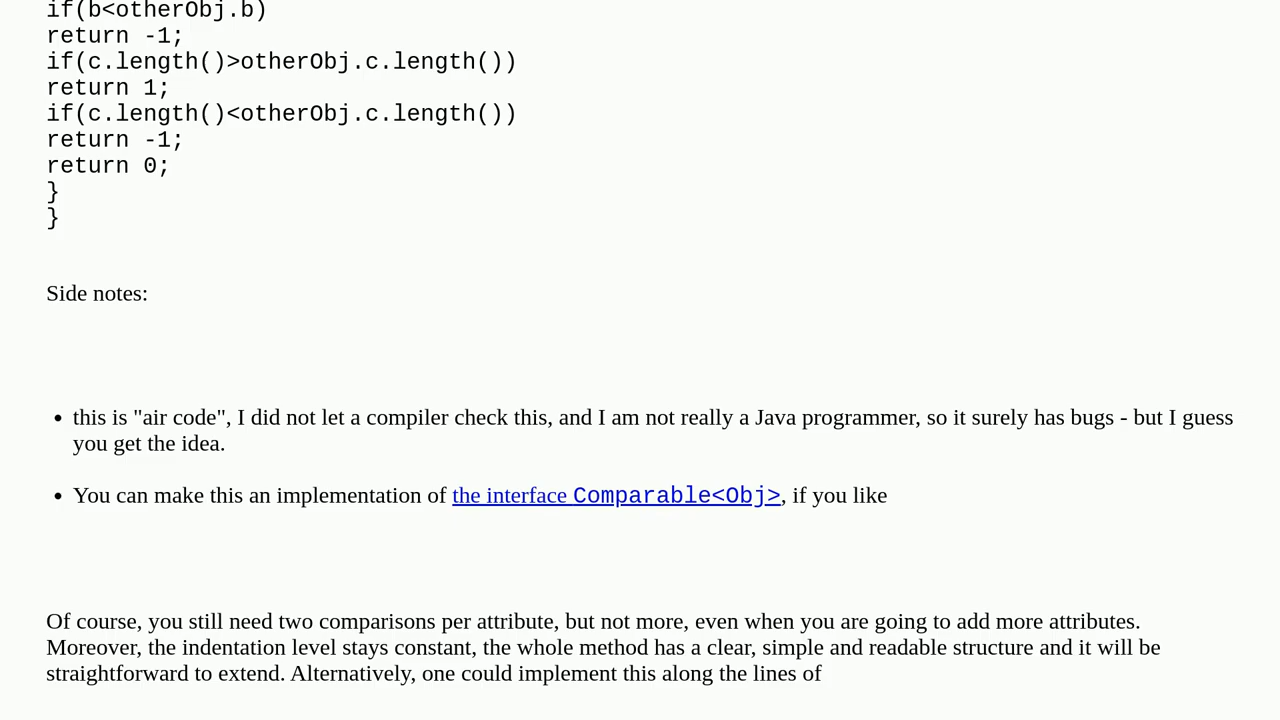 if(b<otherObj.b)
return -1;
if(c.length()>otherObj.c.length())
return 1;
if(c.length()<otherObj.c.length())
return -1;
return 0;
}
}
Side notes:
• this is "air code", I did not let a compiler check this, and I am not really a Java programmer, so it surely has bugs - but I guess
you get the idea.
• You can make this an implementation of the interface Comparable<Obj>, if you like
Of course, you still need two comparisons per attribute, but not more, even when you are going to add more attributes.
Moreover, the indentation level stays constant, the whole method has a clear, simple and readable structure and it will be
straightforward to extend. Alternatively, one could implement this along the lines of